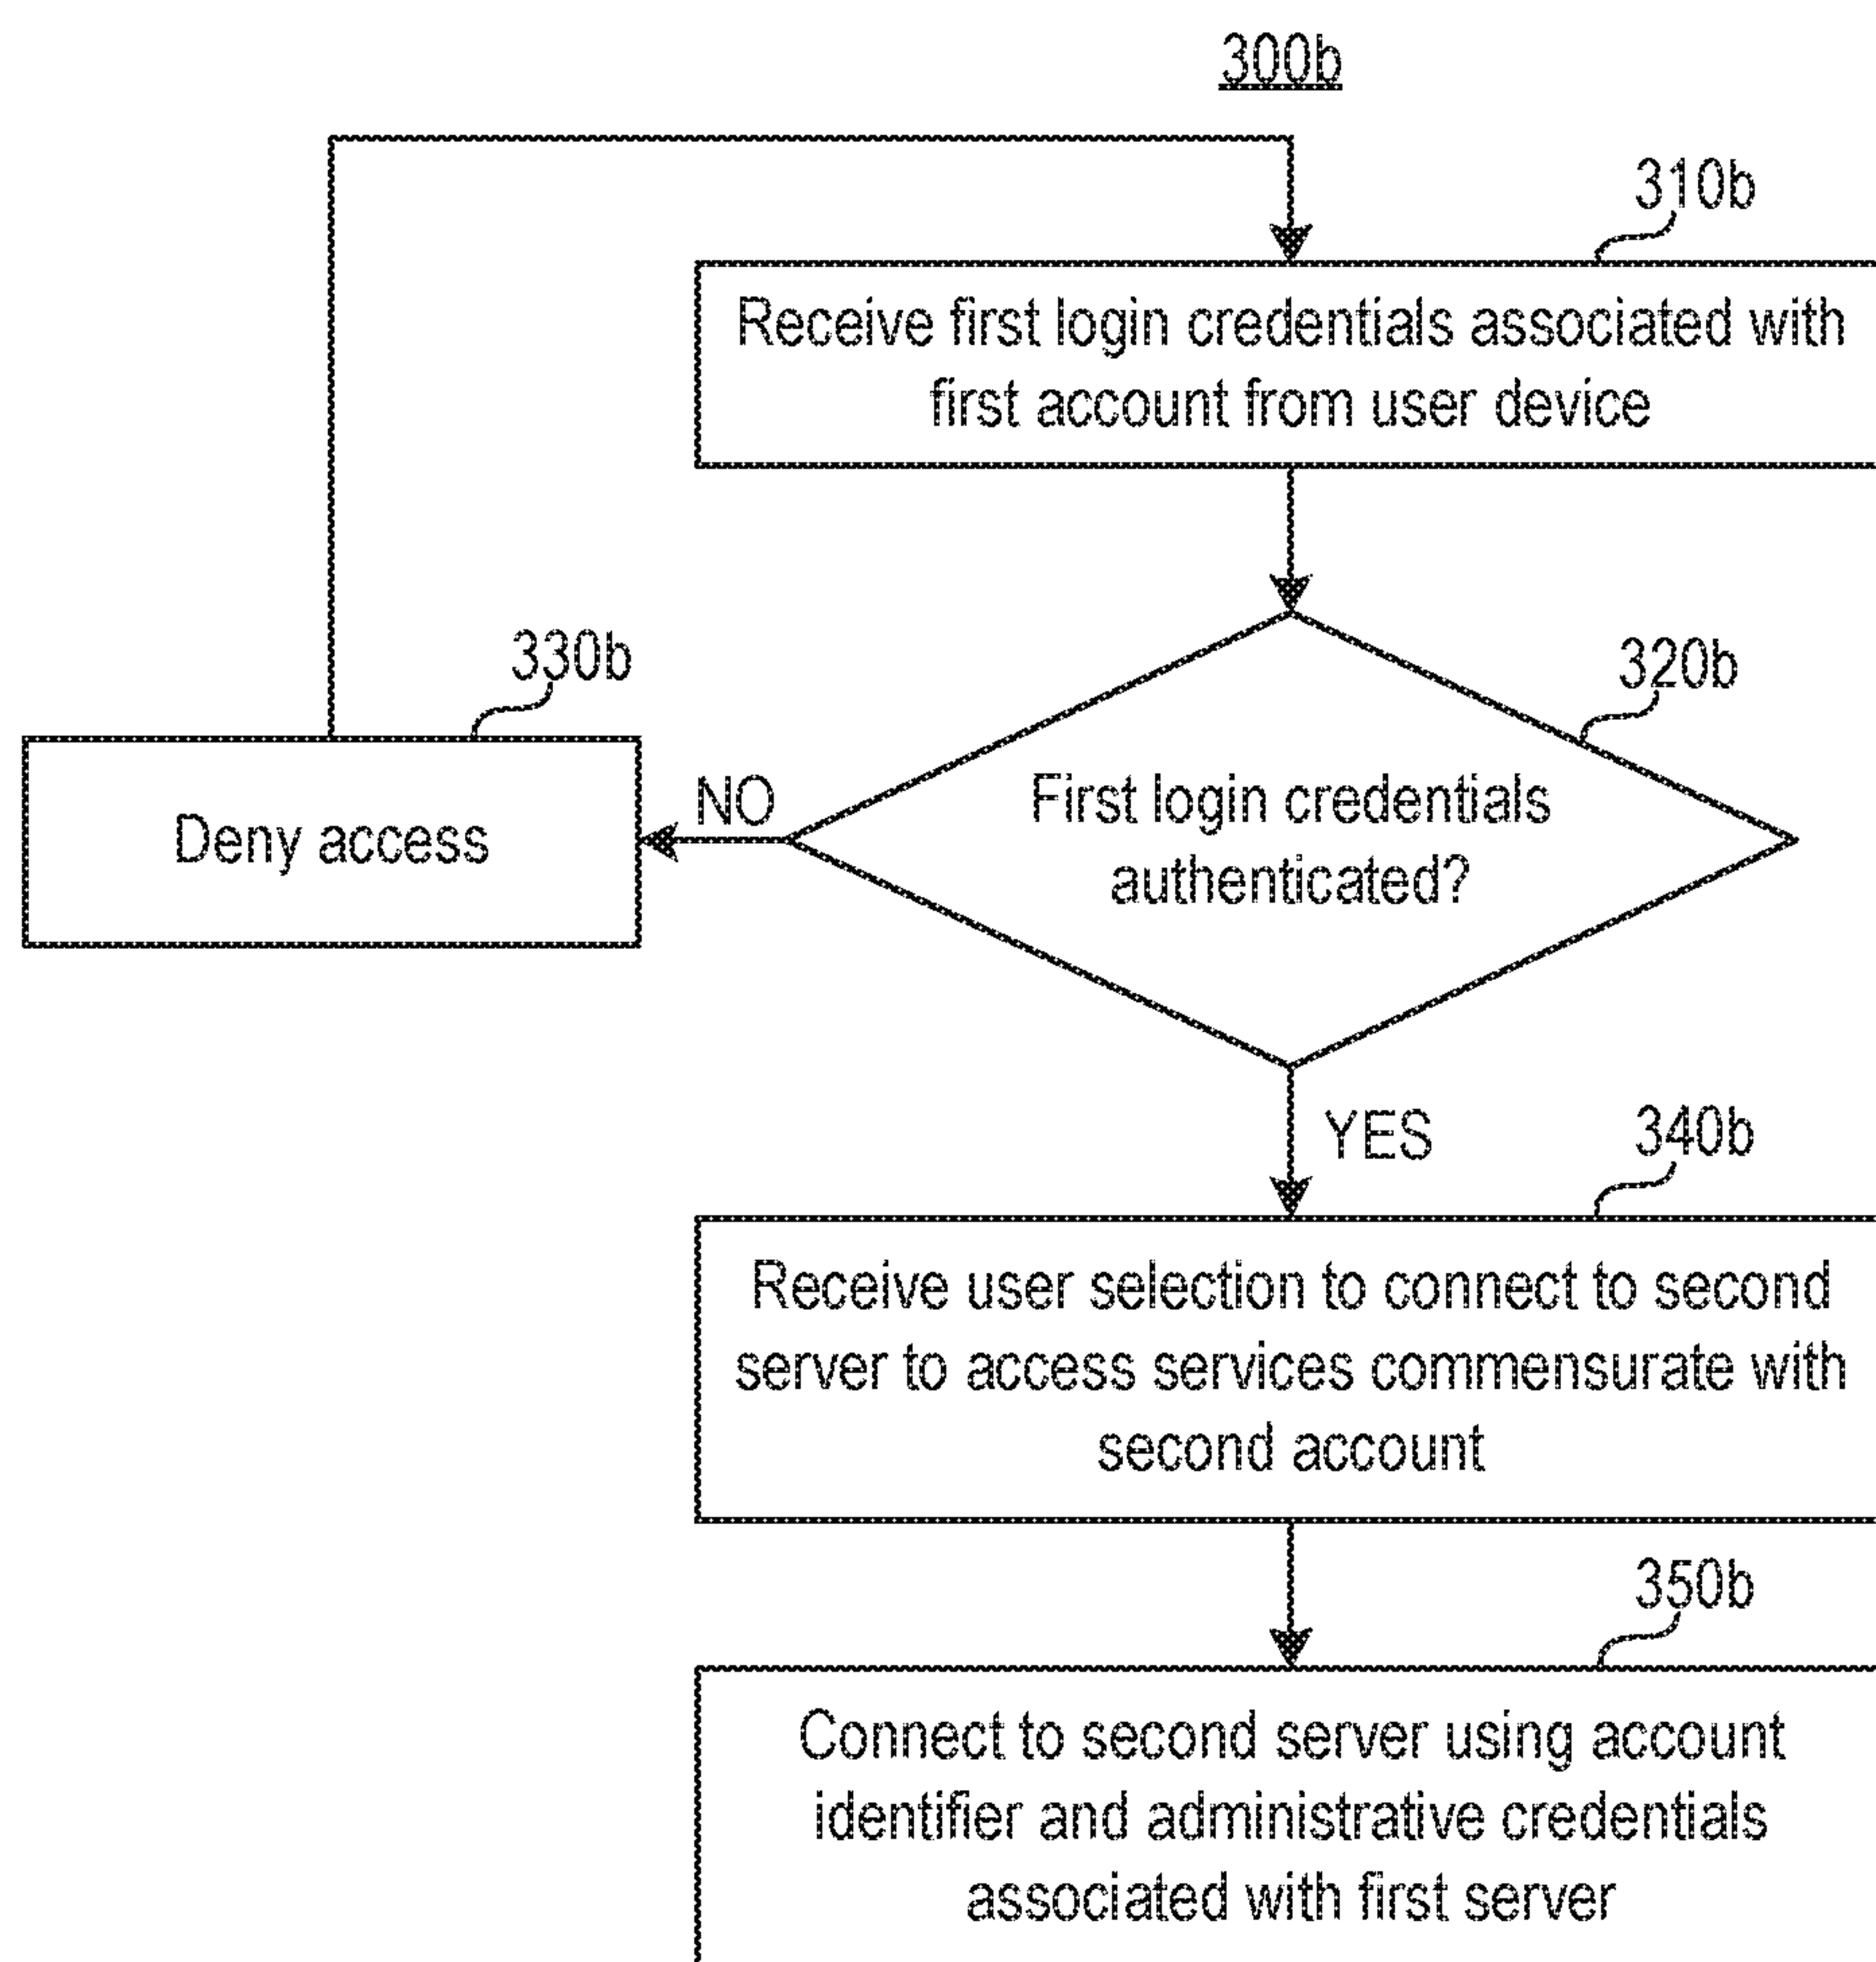 300b
310b
Receive first login credentials associated with
first account from user device
330b
320b
Deny access
NO
First login credentials
authenticated?
YES
340b
Receive user selection to connect to second
server to access services commensurate with
second account
350b
Connect to second server using account
identifier and administrative credentials
associated with first server